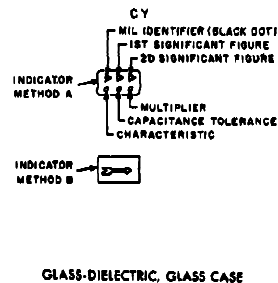 CY
MIL IDENTIFIER (BLACK DOT)
1ST SIGNIFICANT FIGURE
2D SIGNIFICANT FIGURE
INDICATOR
METHOD A
MULTIPLIER
CAPACITANCE TOLERANCE
CHARACTERISTIC
INDICATOR
METHOD B
GLASS-DIELECTRIC, GLASS CASE